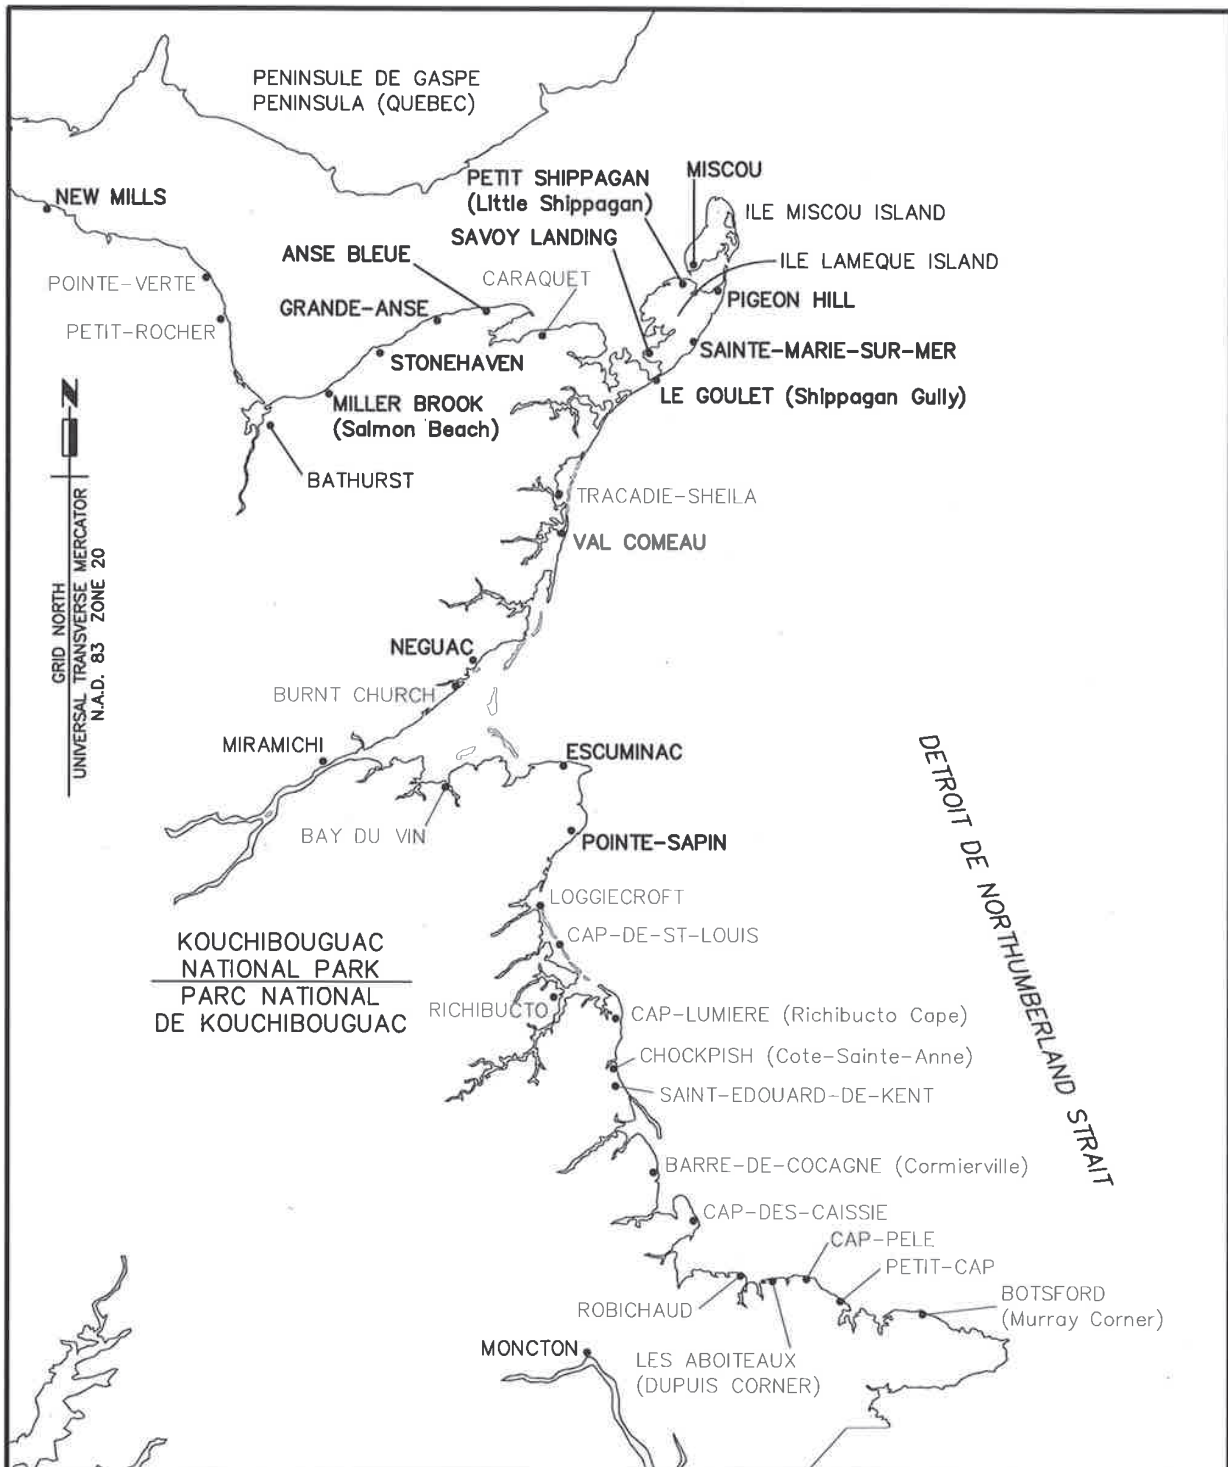 PENINSULE DE GASPE
PENINSULA (QUEBEC)
PETIT SHIPPAGAN
(Little Shippagan)
MISCOU
NEW MILLS
ILE MISCOU ISLAND
SAVOY LANDING
ANSE BLEUE
CARAQUET
ILE LAMEQUE ISLAND
POINTE-VERTE
GRANDE-ANSE
PIGEON HILL
PETIT-ROCHER
STONEHAVEN
SAINTE-MARIE-SUR-MER
LE GOULET (Shippagan Gully)
MILLER BROOK
(Salmon Beach)
N
BATHURST
TRACADIE-SHEILA
VAL COMEAU
GRID NORTH
UNIVERSAL TRANSVERSE MERCATOR
N.A.D. 83 ZONE 20
NEGUAC
BURNT CHURCH
MIRAMICHI
ESCUMINAC
BAY DU VIN
POINTE-SAPIN
DETROIT DE NORTHUMBERLAND STRAIT
LOGGIECROFT
CAP-DE-ST-LOUIS
KOUCHIBOUGUAC
NATIONAL PARK
PARC NATIONAL
DE KOUCHIBOUGUAC
RICHIBUCTO
CAP-LUMIERE (Richibucto Cape)
CHOCKPISH (Cote-Sainte-Anne)
SAINT-EDOUARD-DE-KENT
BARRE-DE-COCAGNE (Cormierville)
CAP-DES-CAISSIE
CAP-PELE
PETIT-CAP
ROBICHAUD
BOTSFORD
(Murray Corner)
MONCTON
LES ABOITEAUX
(DUPUIS CORNER)